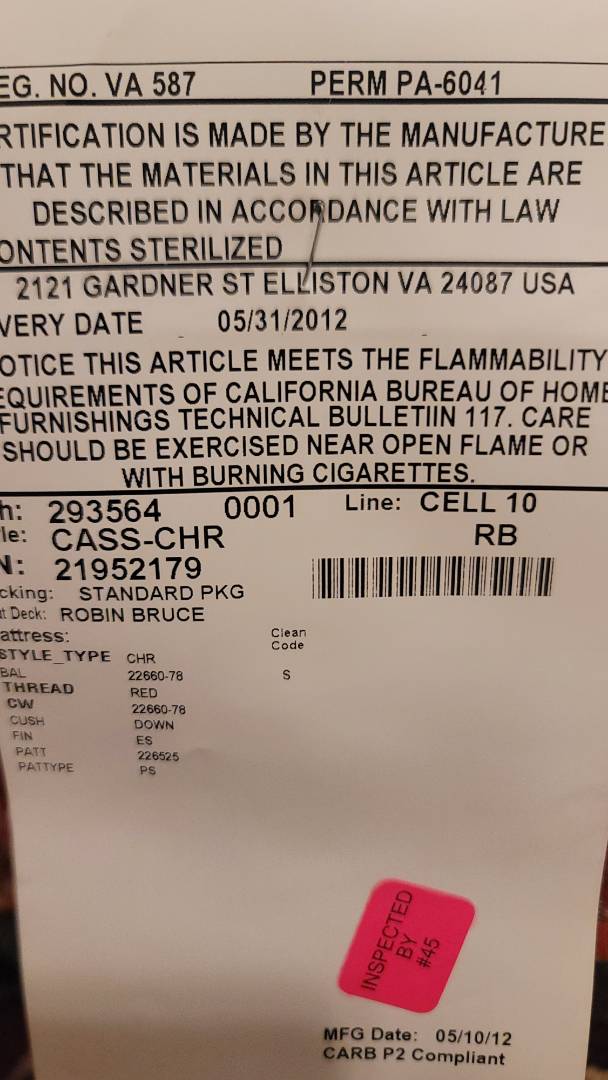 EG. NO. VA 587 PERM PA-6041
RTIFICATION IS MADE BY THE MANUFACTURE
THAT THE MATERIALS IN THIS ARTICLE ARE
DESCRIBED IN ACCORDANCE WITH LAW
ONTENTS STERILIZED
2121 GARDNER ST ELLISTON VA 24087 USA
VERY DATE 05/31/2012
OTICE THIS ARTICLE MEETS THE FLAMMABILITY
EQUIREMENTS OF CALIFORNIA BUREAU OF HOME
FURNISHINGS TECHNICAL BULLETIIN 117. CARE
SHOULD BE EXERCISED NEAR OPEN FLAME OR
WITH BURNING CIGARETTES.
h: 293564 0001 Line: CELL 10
le: CASS-CHR RB
N: 21952179
cking: STANDARD PKG
at Deck: ROBIN BRUCE
attress: Clean Code
STYLE_TYPE CHR
BAL 22660-78 S
THREAD RED
CW 22660-78
CUSH DOWN
FIN ES
PATT 226525
PATTYPE PS
INSPECTED
BY
#45
MFG Date: 05/10/12
CARB P2 Compliant